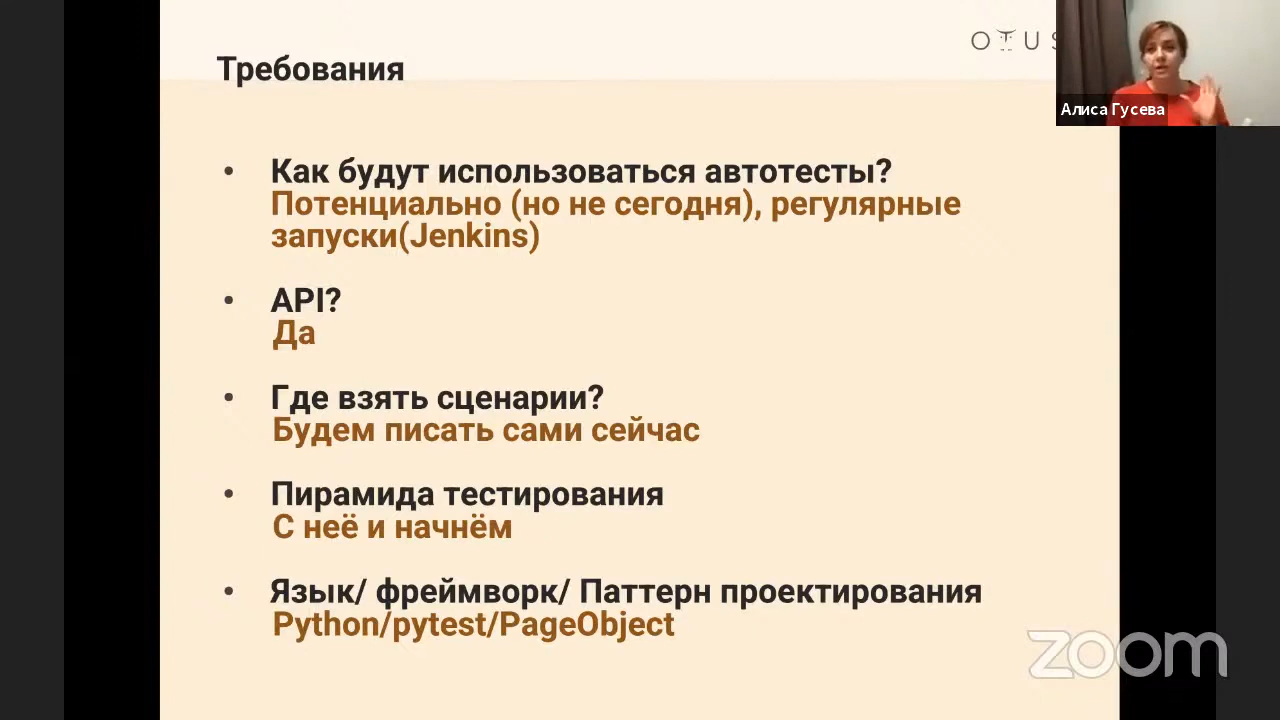 Требования
OTUS
Алиса Гусева
• Как будут использоваться автотесты?
Потенциально (но не сегодня), регулярные
запуски(Jenkins)
• API?
Да
• Где взять сценарии?
Будем писать сами сейчас
• Пирамида тестирования
С неё и начнём
• Язык/ фреймворк/ Паттерн проектирования
Python/pytest/PageObject
zoom